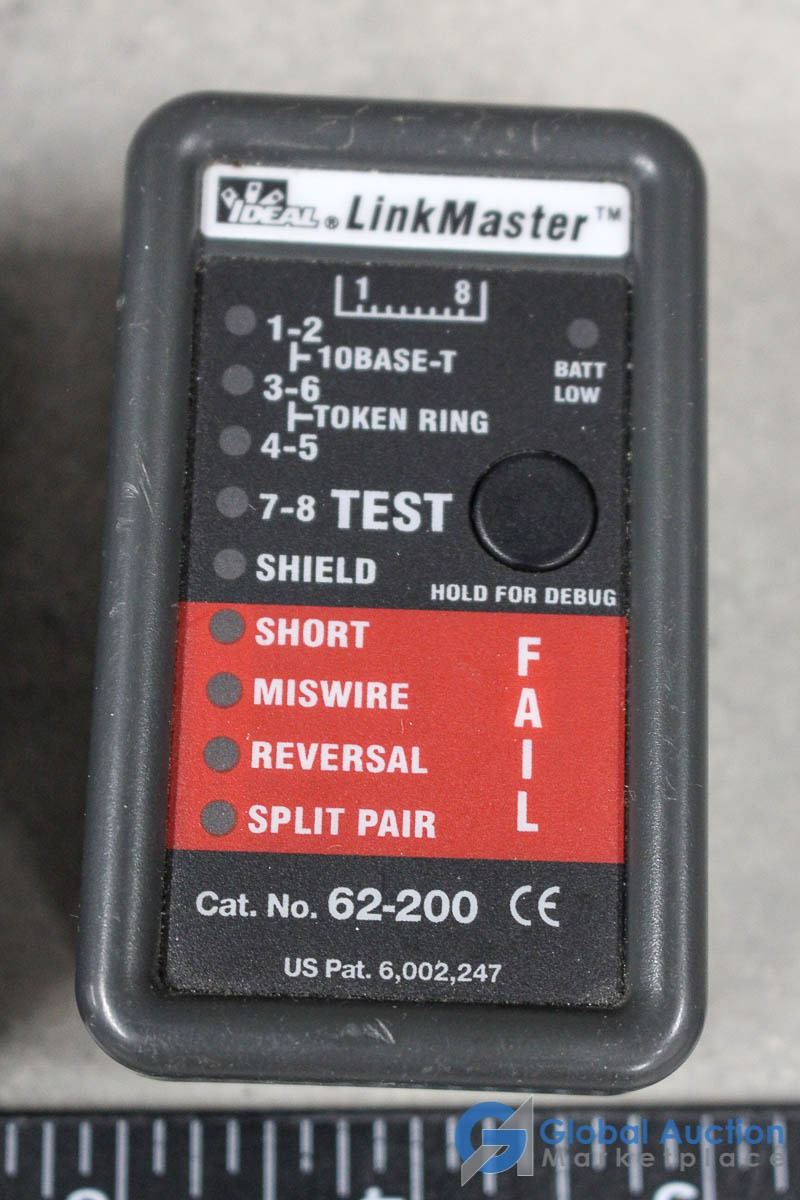 IDEAL® LinkMaster™
1 8
1-2
10BASE-T
BATT
LOW
3-6
TOKEN RING
4-5
7-8 TEST
SHIELD
HOLD FOR DEBUG
SHORT
MISWIRE
REVERSAL
SPLIT PAIR
FAIL
Cat. No. 62-200 CE
US Pat. 6,002,247
Global Auction
Marketplace